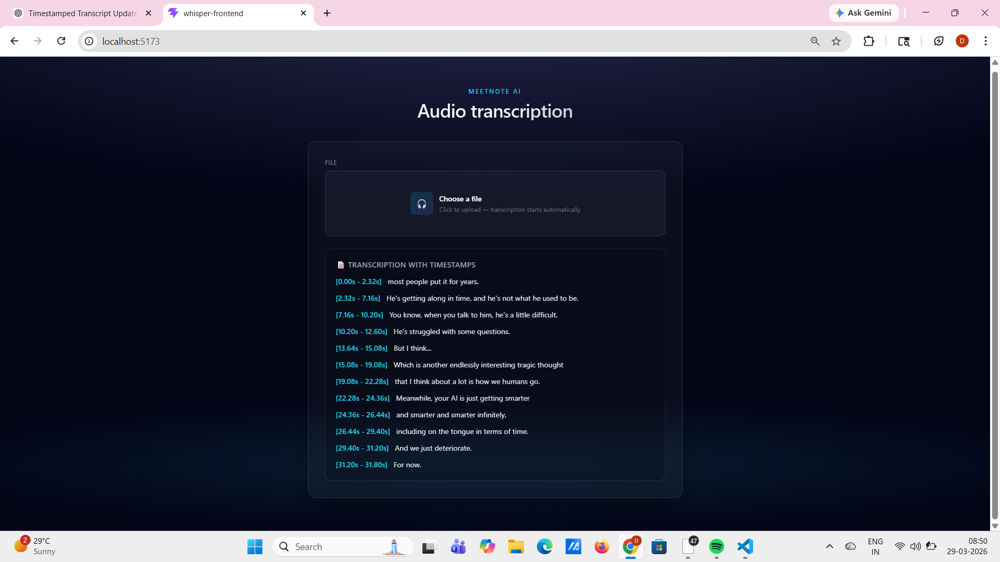 Timestamped Transcript Update
whisper-frontend
Ask Gemini
localhost:5173
D
MEETNOTE AI
Audio transcription
FILE
Choose a file
Click to upload — transcription starts automatically
TRANSCRIPTION WITH TIMESTAMPS
[0.00s - 2.32s] most people put it for years.
[2.32s - 7.16s] He's getting along in time, and he's not what he used to be.
[7.16s - 10.20s] You know, when you talk to him, he's a little difficult.
[10.20s - 12.60s] He's struggled with some questions.
[13.64s - 15.08s] But I think...
[15.08s - 19.08s] Which is another endlessly interesting tragic thought
[19.08s - 22.28s] that I think about a lot is how we humans go.
[22.28s - 24.36s] Meanwhile, your AI is just getting smarter
[24.36s - 26.44s] and smarter and smarter infinitely,
[26.44s - 29.40s] including on the tongue in terms of time.
[29.40s - 31.20s] And we just deteriorate.
[31.20s - 31.80s] For now.
2
29°C
Sunny
Search
T
D
47
ENG
IN
08:50
29-03-2026